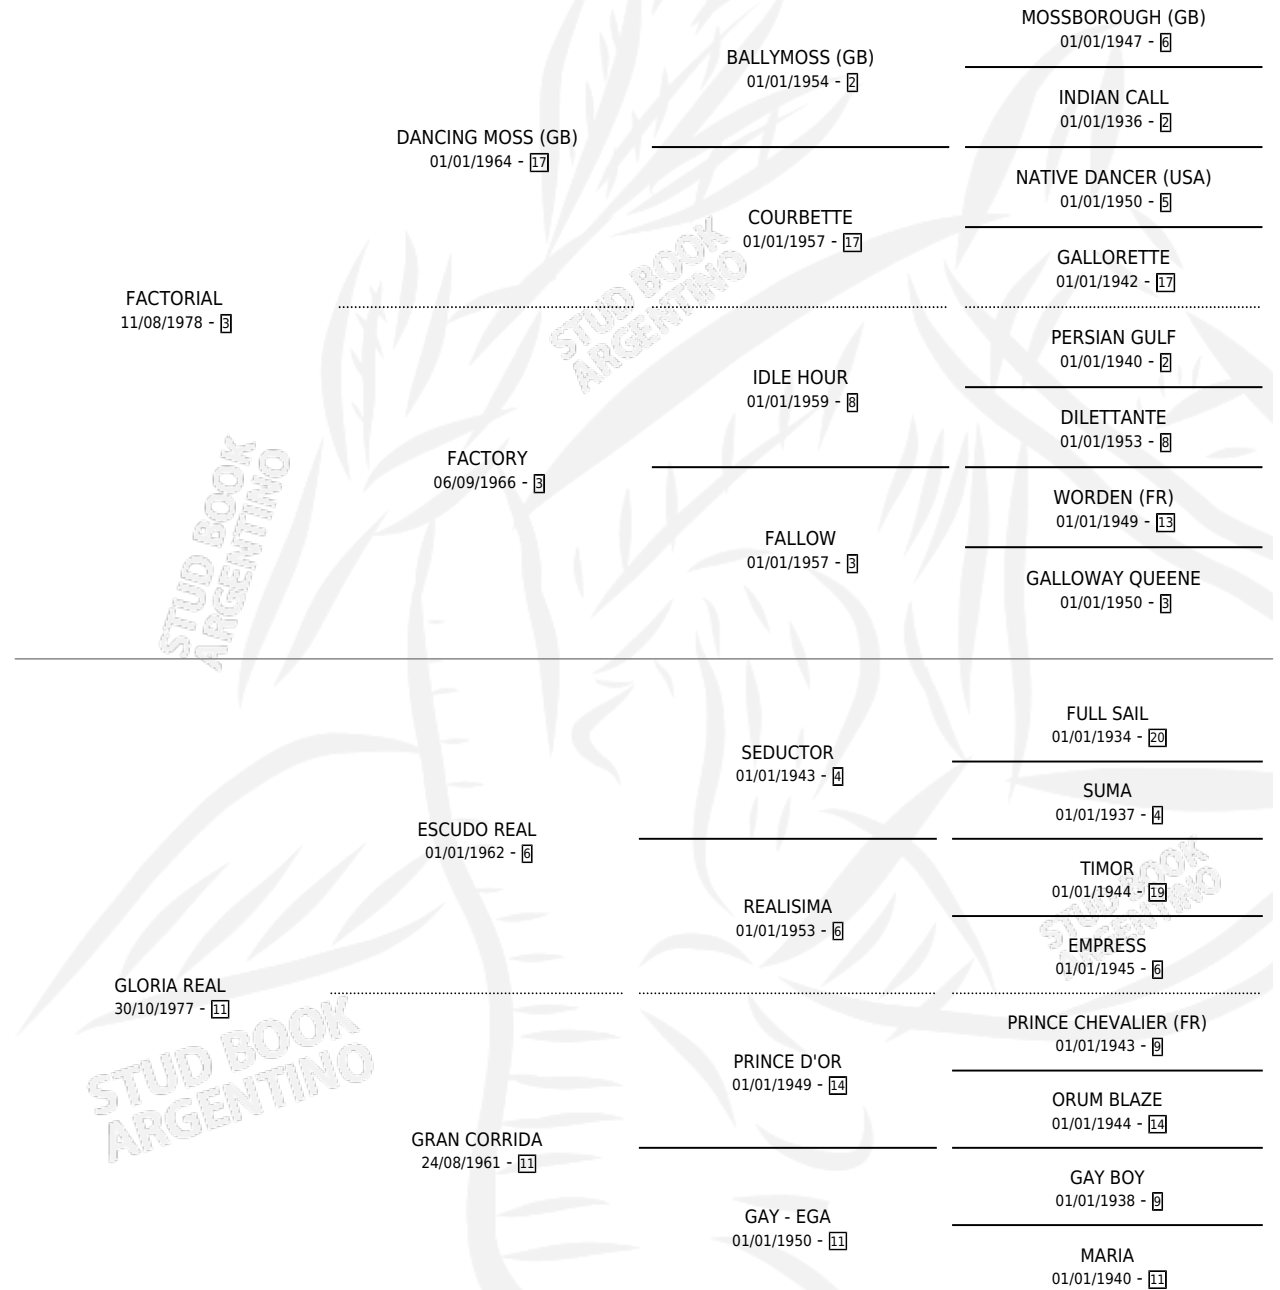 MOSSBOROUGH (GB)
01/01/1947 - 6
BALLYMOSS (GB)
01/01/1954 - 2
INDIAN CALL
01/01/1936 - 2
DANCING MOSS (GB)
01/01/1964 - 17
NATIVE DANCER (USA)
01/01/1950 - 5
COURBETTE
01/01/1957 - 17
GALLORETTE
01/01/1942 - 17
FACTORIAL
11/08/1978 - 3
STUD BOOK
ARGENTINO
PERSIAN GULF
01/01/1940 - 2
IDLE HOUR
01/01/1959 - 8
DILETTANTE
01/01/1953 - 8
FACTORY
06/09/1966 - 3
WORDEN (FR)
01/01/1949 - 13
FALLOW
01/01/1957 - 3
GALLOWAY QUEENE
01/01/1950 - 3
STUD BOOK
ARGENTINO
FULL SAIL
01/01/1934 - 20
SEDUCTOR
01/01/1943 - 4
SUMA
01/01/1937 - 4
ESCUDO REAL
01/01/1962 - 6
TIMOR
01/01/1944 - 19
REALISIMA
01/01/1953 - 6
STUD BOOK
ARGENTINO
EMPRESS
01/01/1945 - 6
GLORIA REAL
30/10/1977 - 11
PRINCE CHEVALIER (FR)
01/01/1943 - 9
PRINCE D'OR
01/01/1949 - 14
ORUM BLAZE
01/01/1944 - 14
STUD BOOK
ARGENTINO
GRAN CORRIDA
24/08/1961 - 11
GAY BOY
01/01/1938 - 9
GAY - EGA
01/01/1950 - 11
MARIA
01/01/1940 - 11